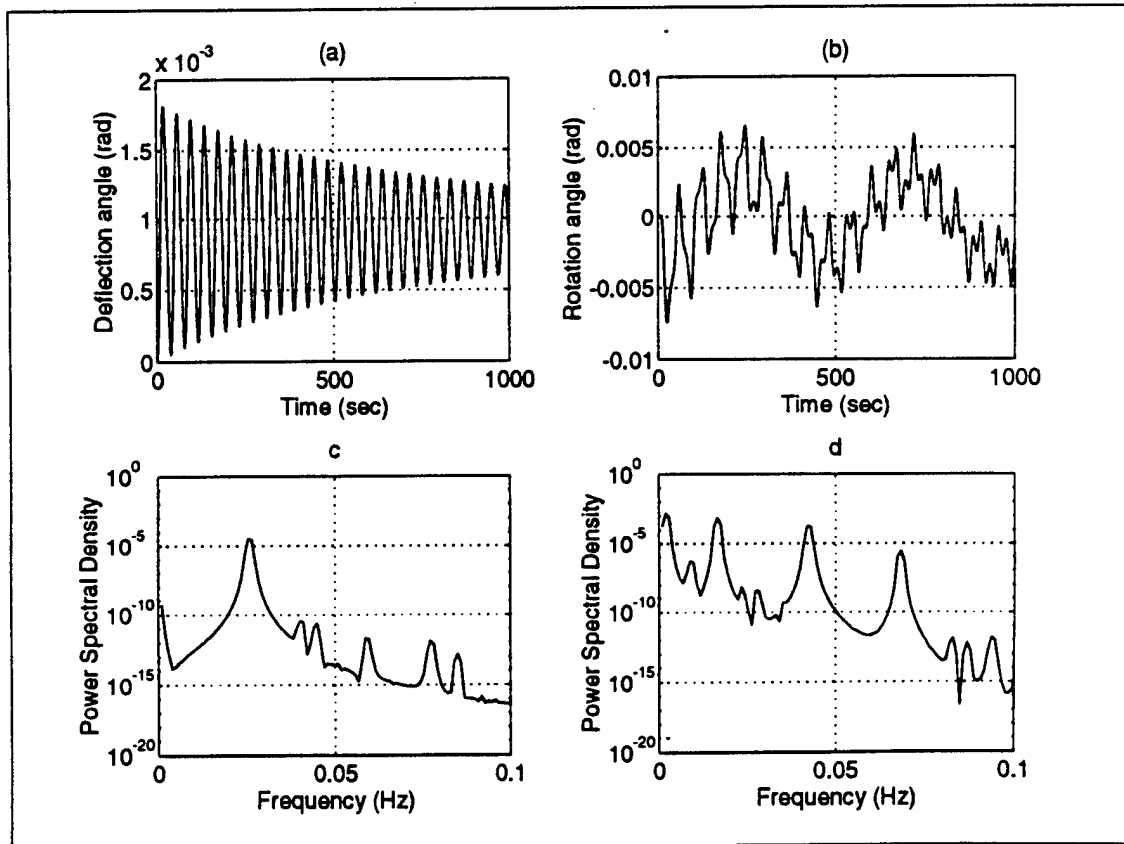 (a)
x 10-3
2
1.5
1
0.5
0
Deflection angle (rad)
0
500
1000
Time (sec)
(b)
0.01
0.005
0
-0.005
-0.01
Rotation angle (rad)
0
500
1000
Time (sec)
c
10^0
10^-5
10^-10
10^-15
10^-20
Power Spectral Density
0
0.05
0.1
Frequency (Hz)
d
10^0
10^-5
10^-10
10^-15
10^-20
Power Spectral Density
0
0.05
0.1
Frequency (Hz)